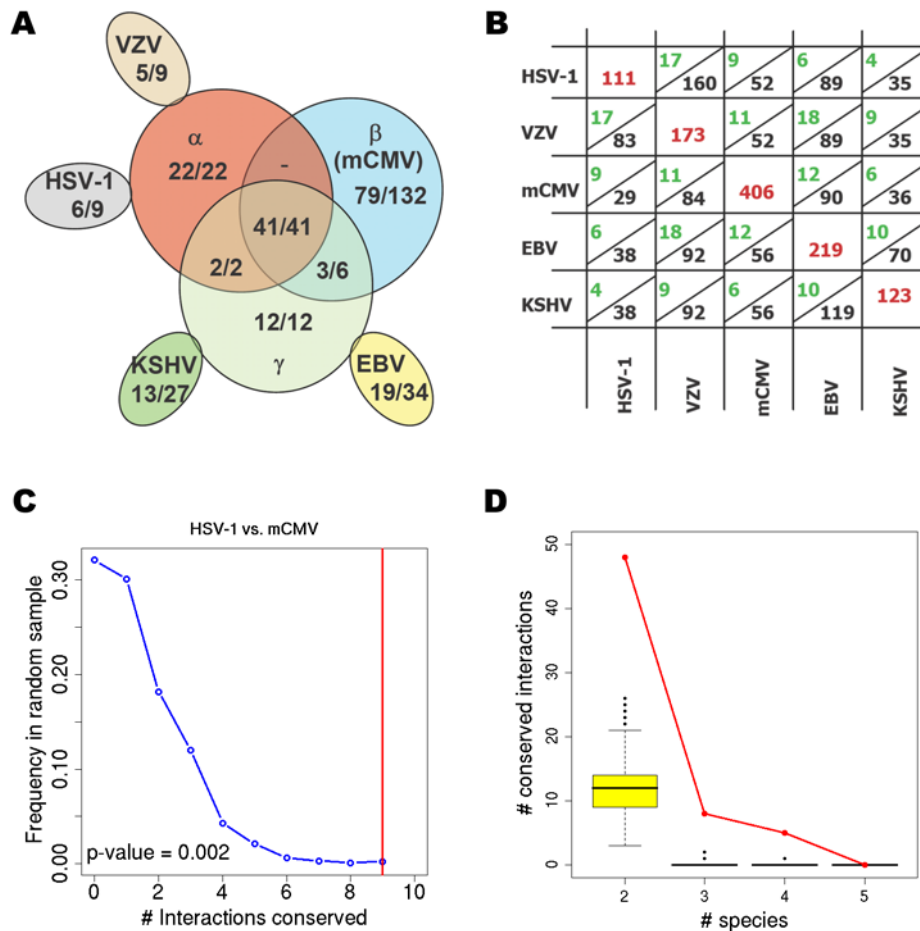 A
VZV
5/9
α
22/22
-
β
(mCMV)
79/132
HSV-1
6/9
41/41
2/2
3/6
12/12
γ
KSHV
13/27
EBV
19/34
B
HSV-1 111 17 160 9 52 6 89 4 35
VZV 17 83 173 11 52 18 89 9 35
mCMV 9 29 11 84 406 12 90 6 36
EBV 6 38 18 92 12 56 219 10 70
KSHV 4 38 9 92 6 56 10 119 123
HSV-1 VZV mCMV EBV KSHV
C
HSV-1 vs. mCMV
Frequency in random sample
0.30
0.20
0.10
0.00
p-value = 0.002
0 2 4 6 8 10
# Interactions conserved
D
# conserved interactions
50
40
30
20
10
0
2 3 4 5
# species